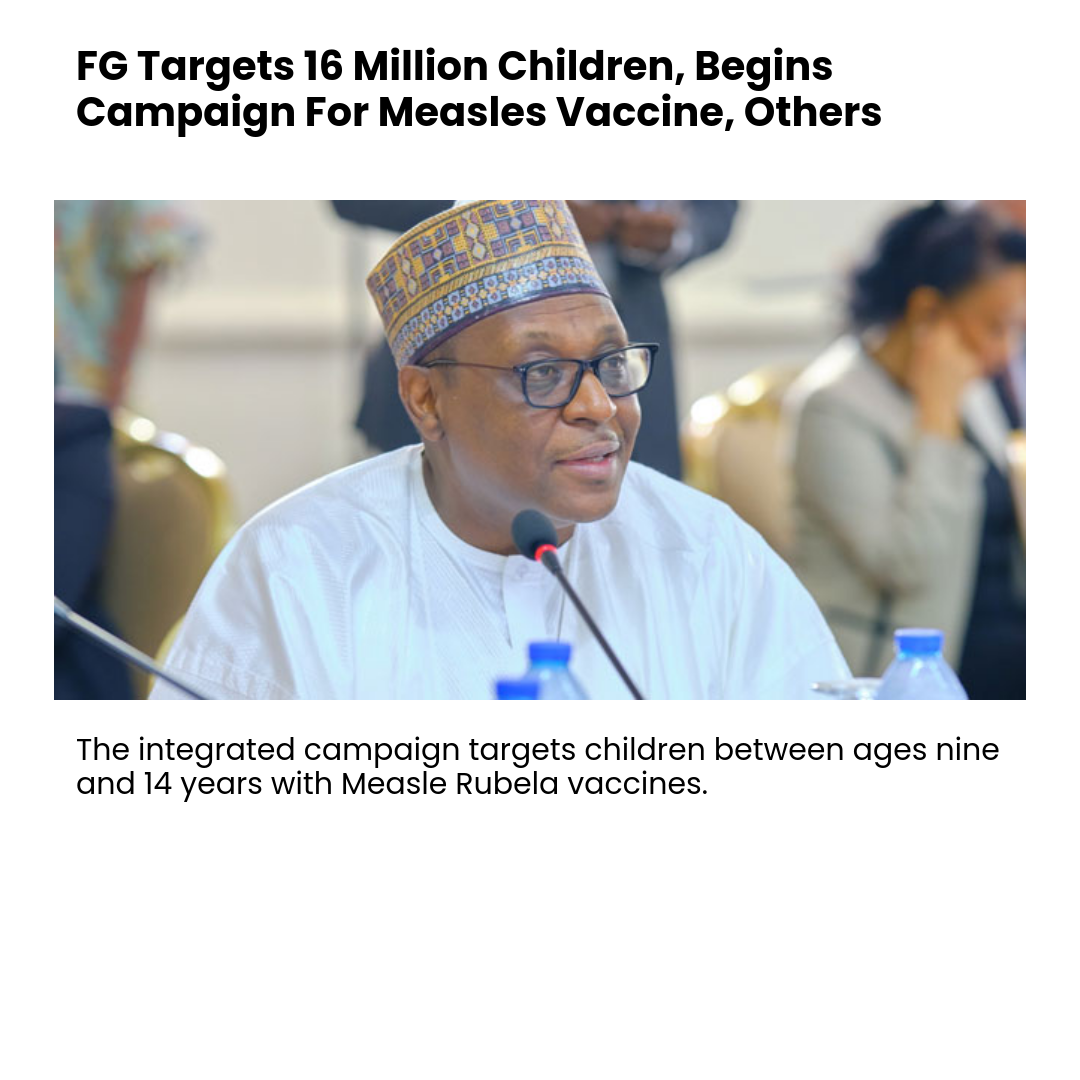 FG Targets 16 Million Children, Begins
Campaign For Measles Vaccine, Others
The integrated campaign targets children between ages nine
and 14 years with Measle Rubela vaccines.